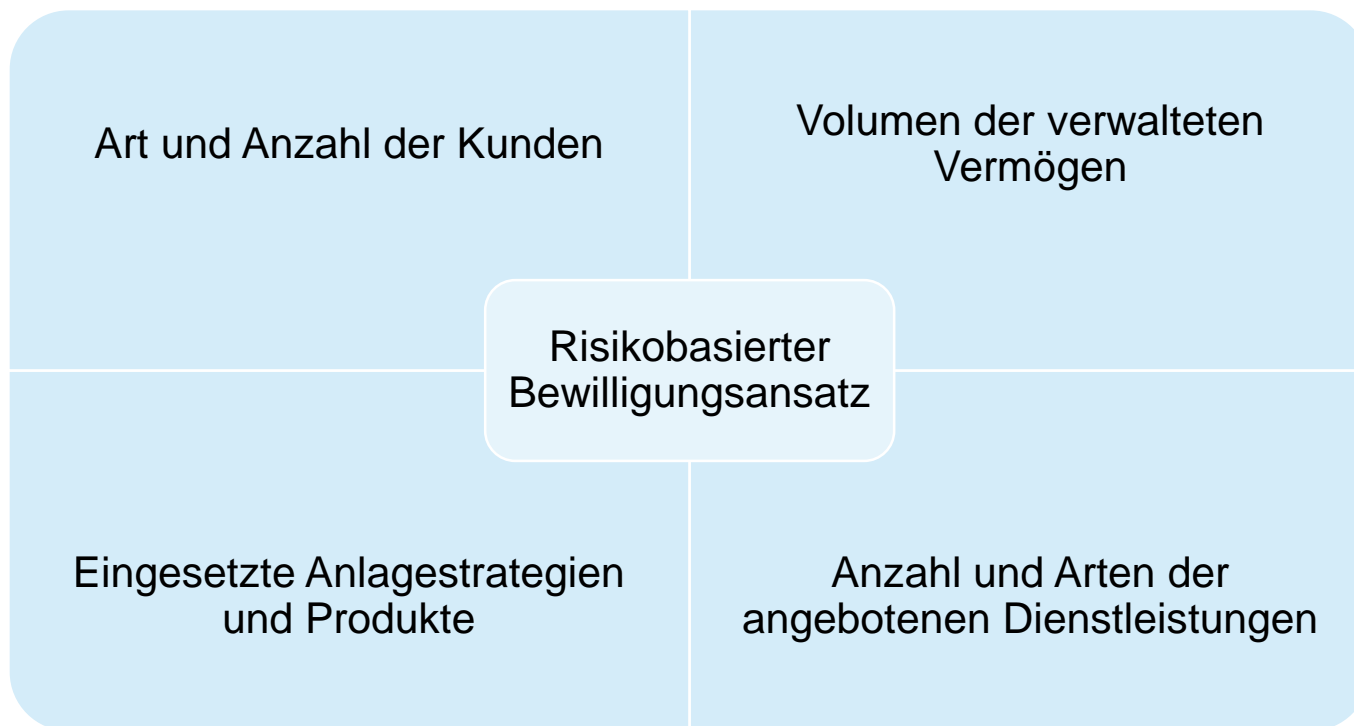 Art und Anzahl der Kunden
Volumen der verwalteten
Vermögen
Risikobasierter
Bewilligungsansatz
Eingesetzte Anlagestrategien
und Produkte
Anzahl und Arten der
angebotenen Dienstleistungen